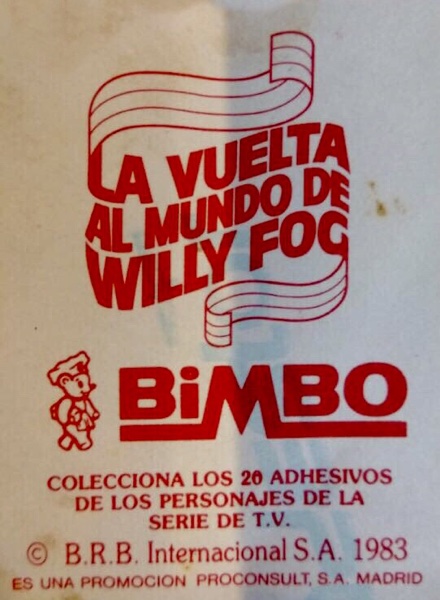 LA VUELTA
AL MUNDO DE
WILLY FOG
BiMBO
COLECCIONA LOS 20 ADHESIVOS
DE LOS PERSONAJES DE LA
SERIE DE T.V.
© B.R.B. Internacional S.A. 1983
ES UNA PROMOCION PROCONSULT, S.A. MADRID